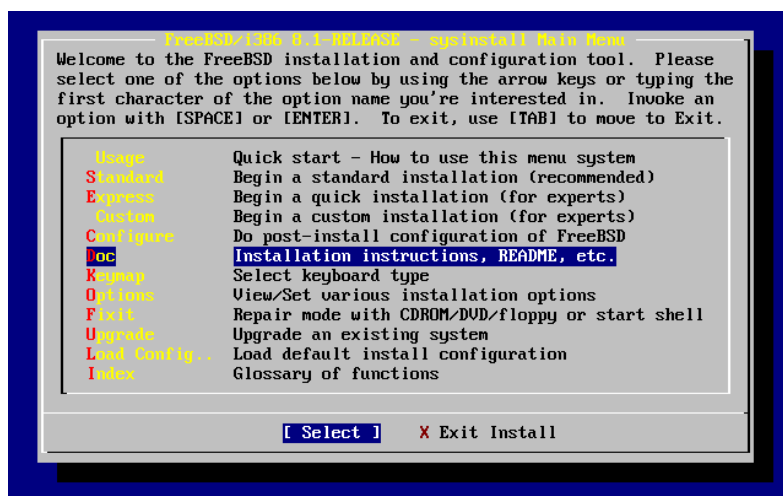 FreeBSD/i386 8.1-RELEASE - sysinstall Main Menu
Welcome to the FreeBSD installation and configuration tool.  Please
select one of the options below by using the arrow keys or typing the
first character of the option name you're interested in.  Invoke an
option with [SPACE] or [ENTER].  To exit, use [TAB] to move to Exit.
Usage Quick start - How to use this menu system
Standard Begin a standard installation (recommended)
Express Begin a quick installation (for experts)
Custom Begin a custom installation (for experts)
Configure Do post-install configuration of FreeBSD
Doc Installation instructions, README, etc.
Keymap Select keyboard type
Options View/Set various installation options
Fixit Repair mode with CDROM/DVD/floppy or start shell
Upgrade Upgrade an existing system
Load Config.. Load default install configuration
Index Glossary of functions
[ Select ] X Exit Install